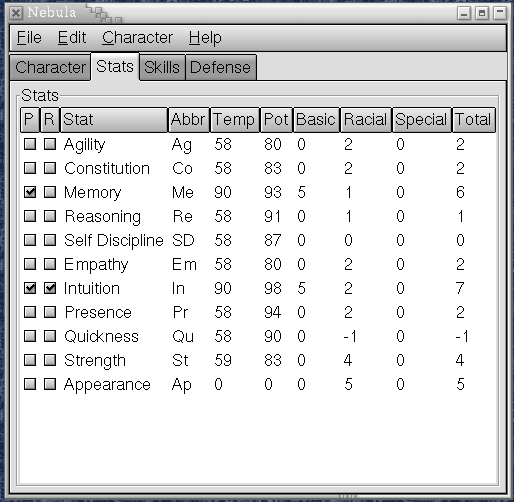 Nebula
File Edit Character Help
Character Stats Skills Defense
Stats
P R Stat Abbr Temp Pot Basic Racial Special Total
Agility Ag 58 80 0 2 0 2
Constitution Co 58 83 0 2 0 2
Memory Me 90 93 5 1 0 6
Reasoning Re 58 91 0 1 0 1
Self Discipline SD 58 87 0 0 0 0
Empathy Em 58 80 0 2 0 2
Intuition In 90 98 5 2 0 7
Presence Pr 58 94 0 2 0 2
Quickness Qu 58 90 0 -1 0 -1
Strength St 59 83 0 4 0 4
Appearance Ap 0 0 0 5 0 5